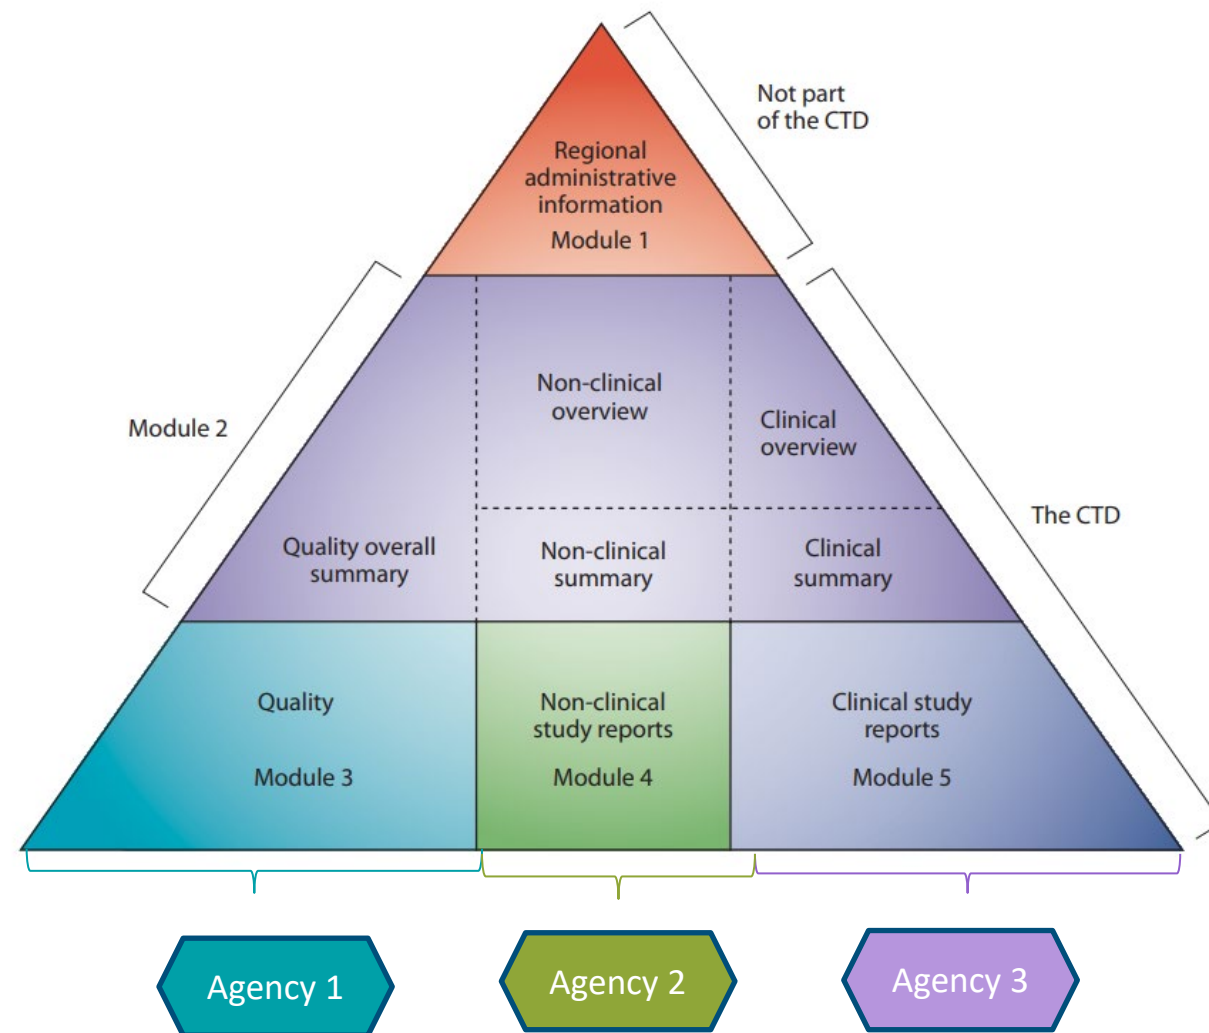 Not part
of the CTD
Regional
administrative
information
Module 1
Module 2
Non-clinical
overview
Clinical
overview
The CTD
Quality overall
summary
Non-clinical
summary
Clinical
summary
Quality
Module 3
Non-clinical
study reports
Module 4
Clinical study
reports
Module 5
Agency 1
Agency 2
Agency 3